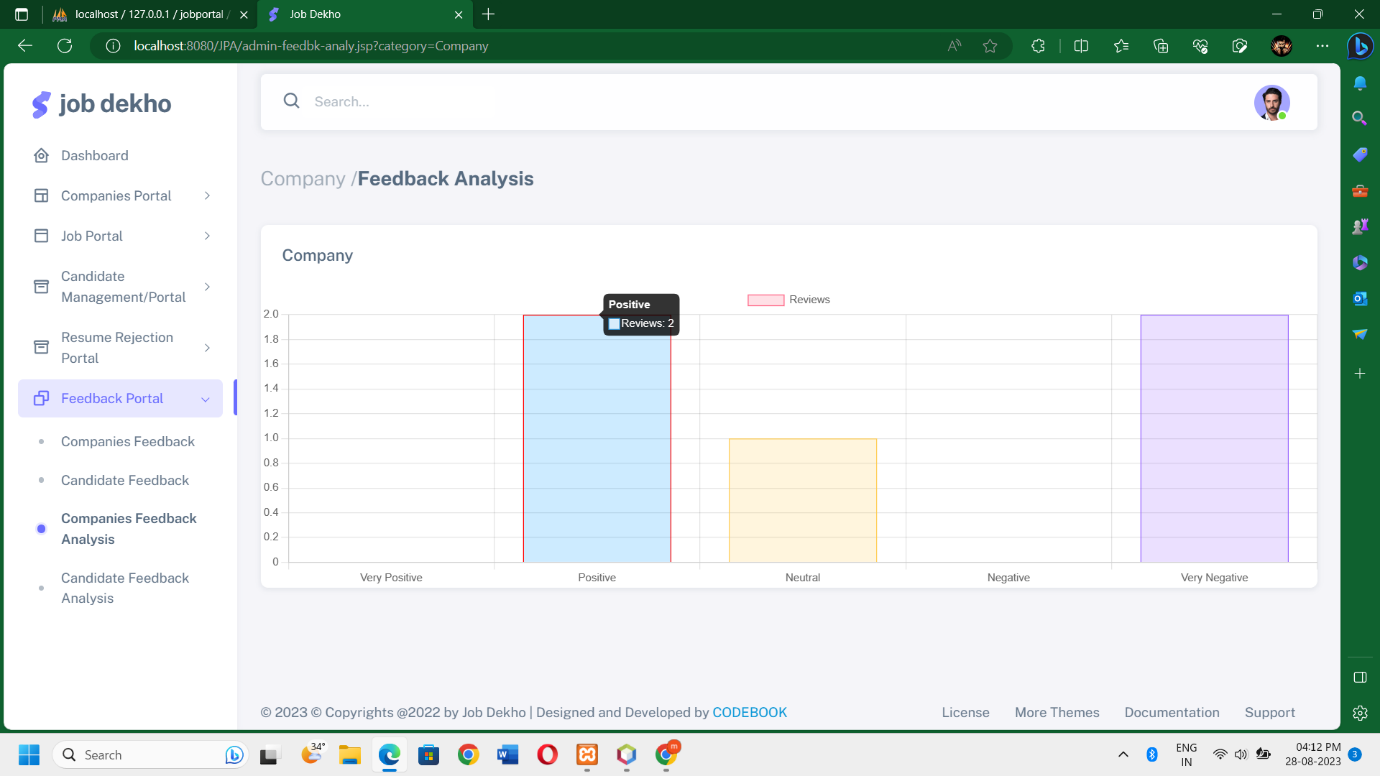 localhost / 127.0.0.1 / jobportal /
Job Dekho
localhost:8080/JPA/admin-feedbk-analy.jsp?category=Company
job dekho
Search...
Dashboard
Companies Portal
Job Portal
Candidate
Management/Portal
Resume Rejection
Portal
Feedback Portal
Companies Feedback
Candidate Feedback
Companies Feedback
Analysis
Candidate Feedback
Analysis
Company /Feedback Analysis
Company
Reviews
Positive
Reviews: 2
2.0
1.8
1.6
1.4
1.2
1.0
0.8
0.6
0.4
0.2
0
Very Positive Positive Neutral Negative Very Negative
© 2023 © Copyrights @2022 by Job Dekho | Designed and Developed by CODEBOOK
License More Themes Documentation Support
Search
34°
m
ENG
IN
04:12 PM
28-08-2023
3